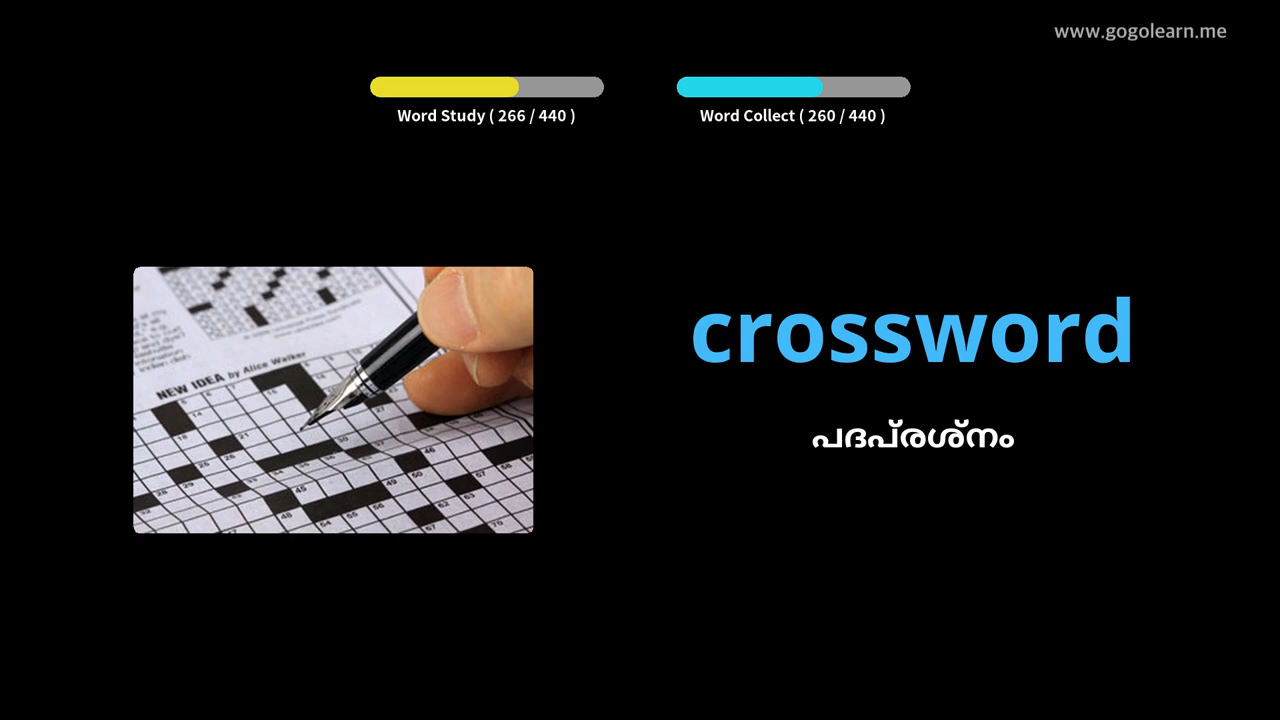 www.gogolearn.me
Word Study ( 266 / 440 )
Word Collect ( 260 / 440 )
NEW IDEA by Alice Walker
crossword
പദപ്രശ്നം